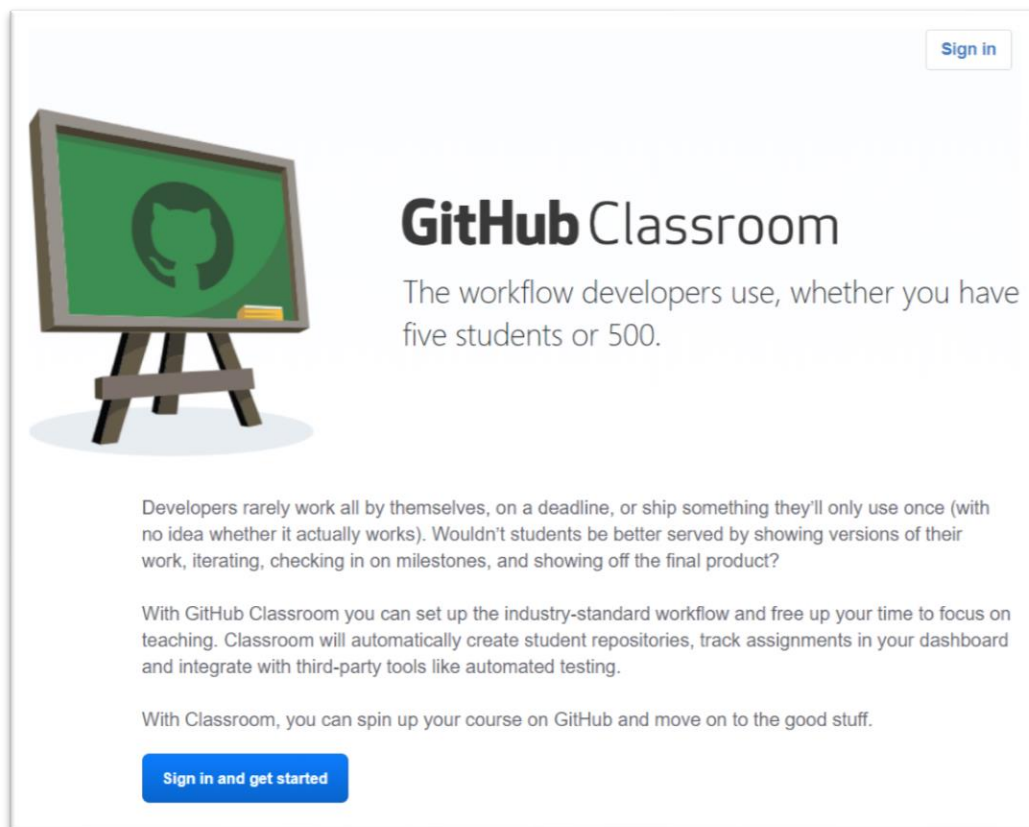 Sign in
GitHub Classroom
The workflow developers use, whether you have
five students or 500.
Developers rarely work all by themselves, on a deadline, or ship something they’ll only use once (with
no idea whether it actually works). Wouldn’t students be better served by showing versions of their
work, iterating, checking in on milestones, and showing off the final product?
With GitHub Classroom you can set up the industry-standard workflow and free up your time to focus on
teaching. Classroom will automatically create student repositories, track assignments in your dashboard
and integrate with third-party tools like automated testing.
With Classroom, you can spin up your course on GitHub and move on to the good stuff.
Sign in and get started